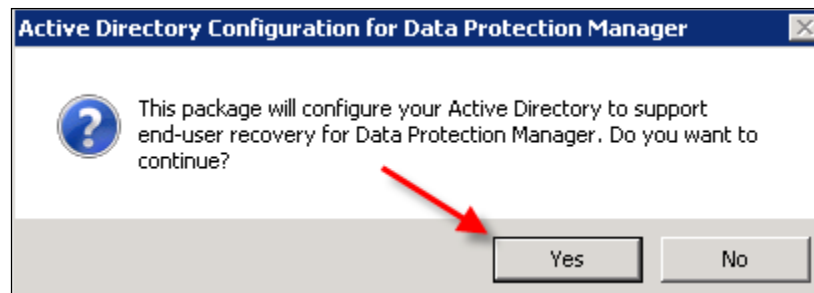 Active Directory Configuration for Data Protection Manager
This package will configure your Active Directory to support
end-user recovery for Data Protection Manager. Do you want to
continue?
Yes
No